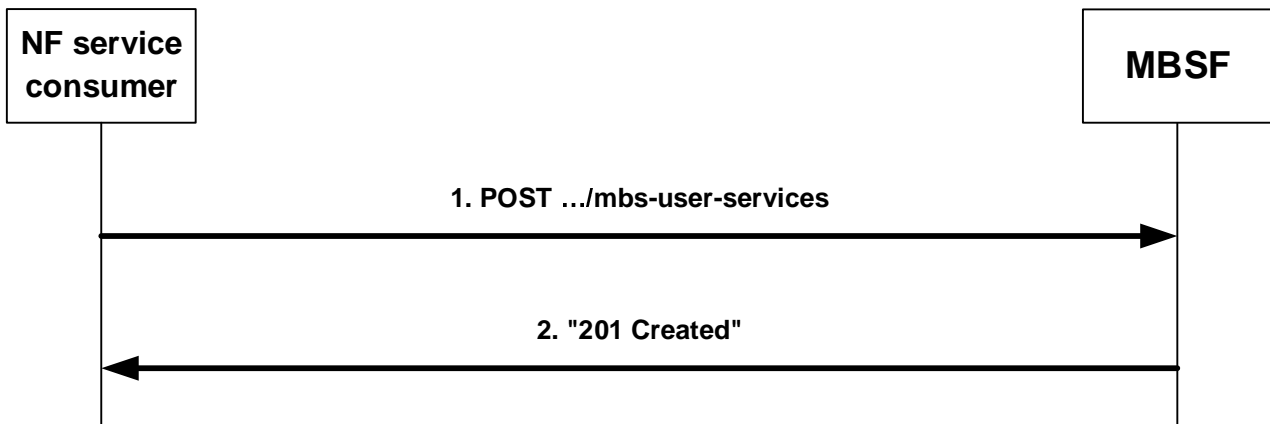 NF service
consumer
MBSF
1. POST …/mbs-user-services
2. "201 Created"